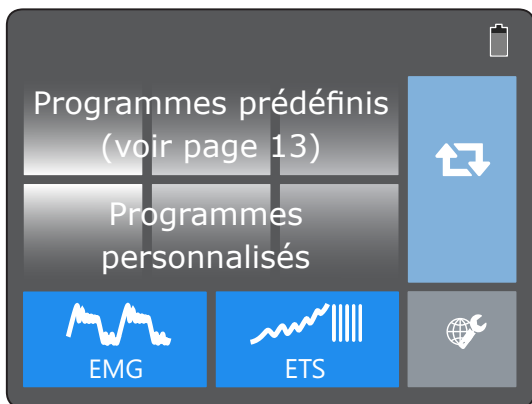 Programmes prédéfinis
(voir page 13)
Programmes
personnalisés
EMG
ETS